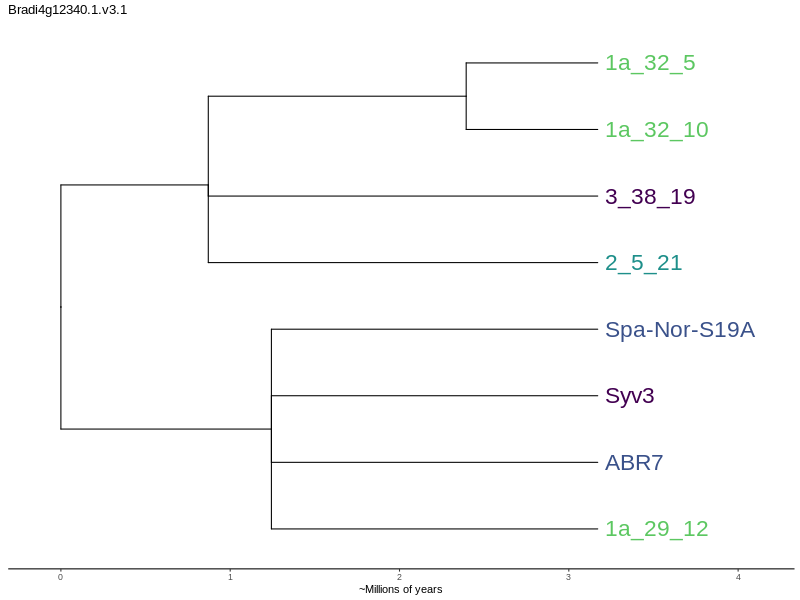 Bradi4g12340.1.v3.1
1a_32_5
1a_32_10
3_38_19
2_5_21
Spa-Nor-S19A
Syv3
ABR7
1a_29_12
0 1 2 3 4
~Millions of years